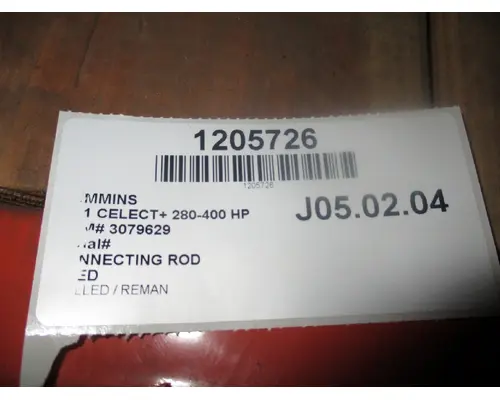 1205726
1205726
MMINS
1 CELECT+ 280-400 HP
M# 3079629
ial#
NNECTING ROD
ED
LLED / REMAN
J05.02.04